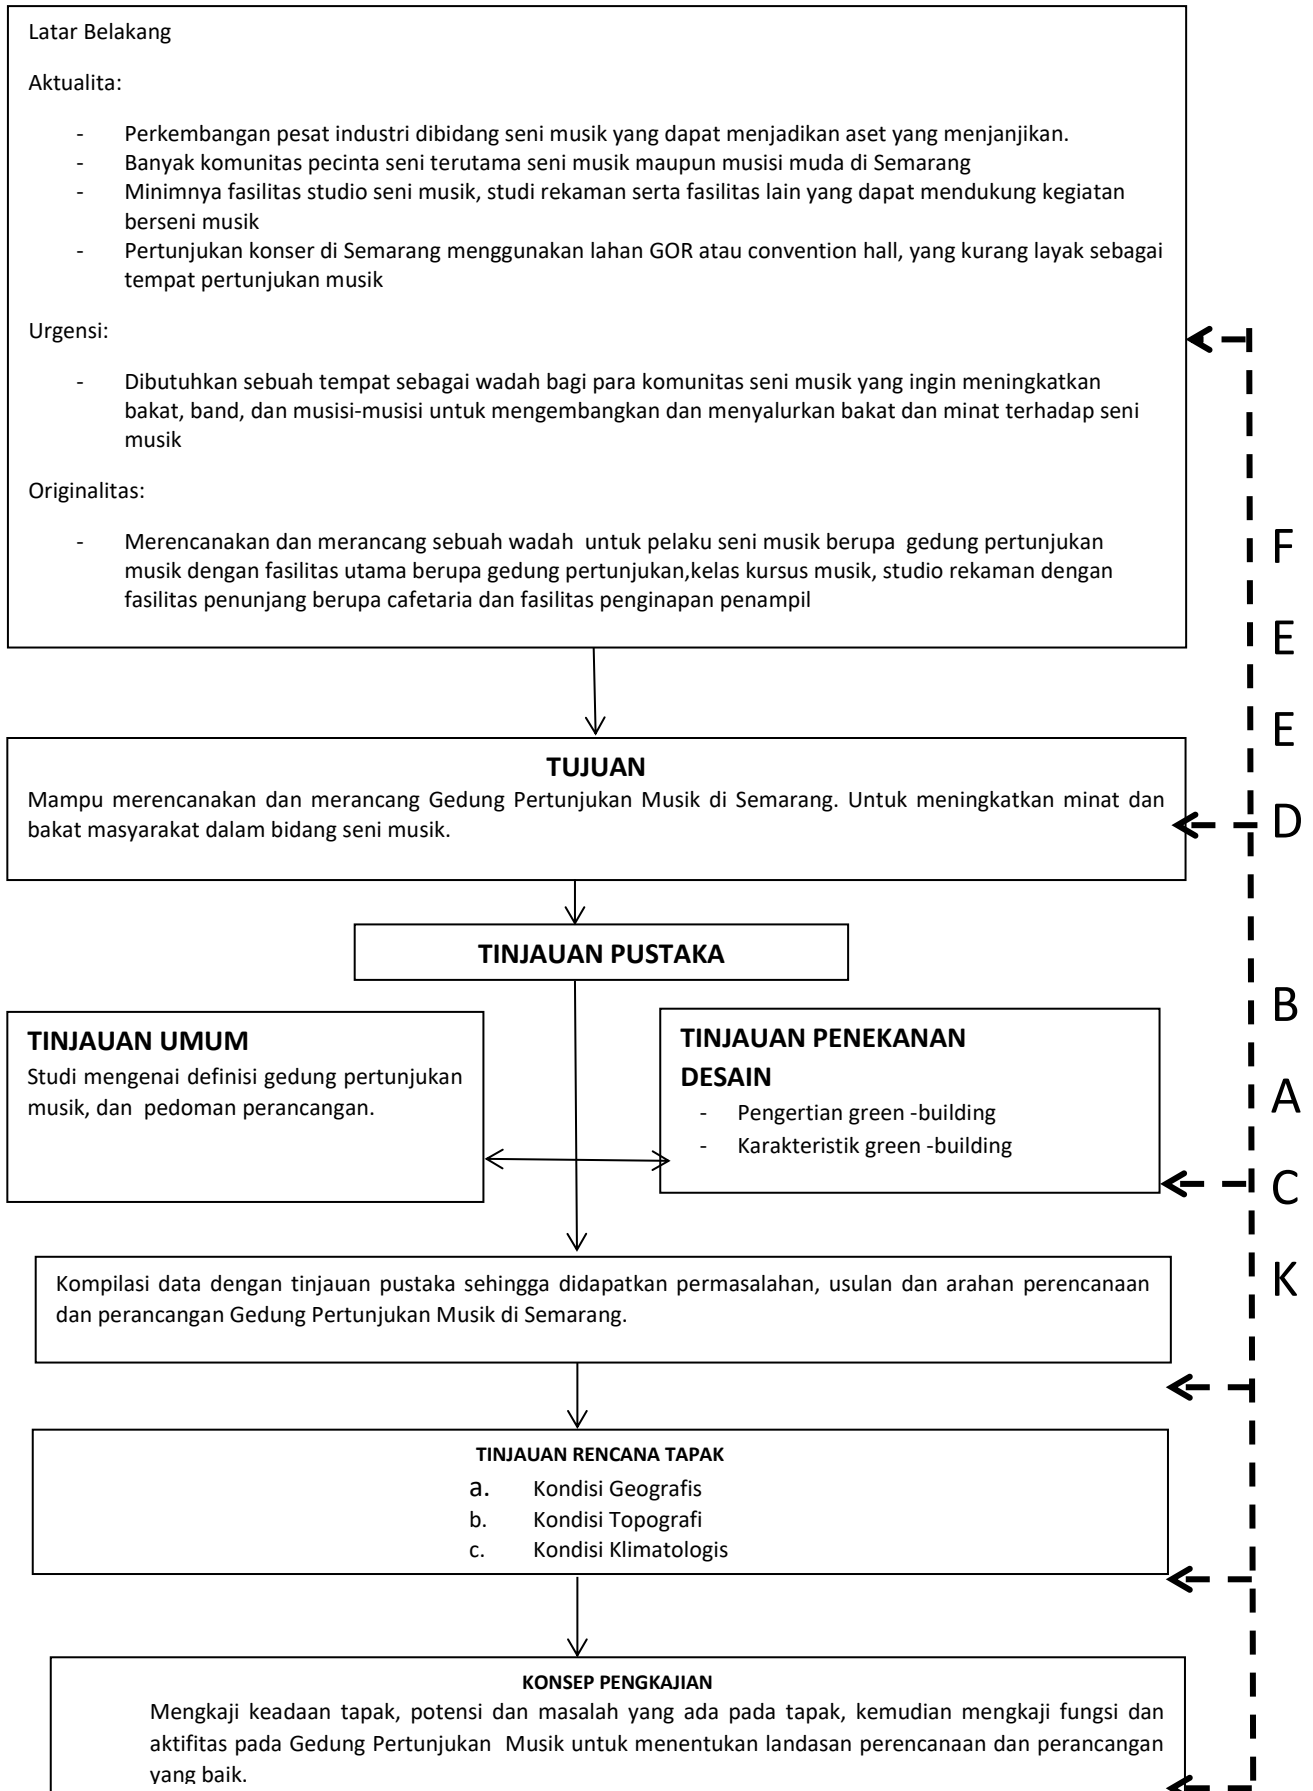 Latar Belakang
Aktualita:
- Perkembangan pesat industri dibidang seni musik yang dapat menjadikan aset yang menjanjikan.
- Banyak komunitas pecinta seni terutama seni musik maupun musisi muda di Semarang
- Minimnya fasilitas studio seni musik, studi rekaman serta fasilitas lain yang dapat mendukung kegiatan
berseni musik
- Pertunjukan konser di Semarang menggunakan lahan GOR atau convention hall, yang kurang layak sebagai
tempat pertunjukan musik
Urgensi:
- Dibutuhkan sebuah tempat sebagai wadah bagi para komunitas seni musik yang ingin meningkatkan
bakat, band, dan musisi-musisi untuk mengembangkan dan menyalurkan bakat dan minat terhadap seni
musik
Originalitas:
- Merencanakan dan merancang sebuah wadah untuk pelaku seni musik berupa gedung pertunjukan
musik dengan fasilitas utama berupa gedung pertunjukan,kelas kursus musik, studio rekaman dengan
fasilitas penunjang berupa cafetaria dan fasilitas penginapan penampil
TUJUAN
Mampu merencanakan dan merancang Gedung Pertunjukan Musik di Semarang. Untuk meningkatkan minat dan
bakat masyarakat dalam bidang seni musik.
TINJAUAN PUSTAKA
TINJAUAN UMUM
Studi mengenai definisi gedung pertunjukan
musik, dan pedoman perancangan.
TINJAUAN PENEKANAN
DESAIN
- Pengertian green -building
- Karakteristik green -building
Kompilasi data dengan tinjauan pustaka sehingga didapatkan permasalahan, usulan dan arahan perencanaan
dan perancangan Gedung Pertunjukan Musik di Semarang.
TINJAUAN RENCANA TAPAK
a. Kondisi Geografis
b. Kondisi Topografi
c. Kondisi Klimatologis
KONSEP PENGKAJIAN
Mengkaji keadaan tapak, potensi dan masalah yang ada pada tapak, kemudian mengkaji fungsi dan
aktifitas pada Gedung Pertunjukan Musik untuk menentukan landasan perencanaan dan perancangan
yang baik.
F
E
E
D
B
A
C
K